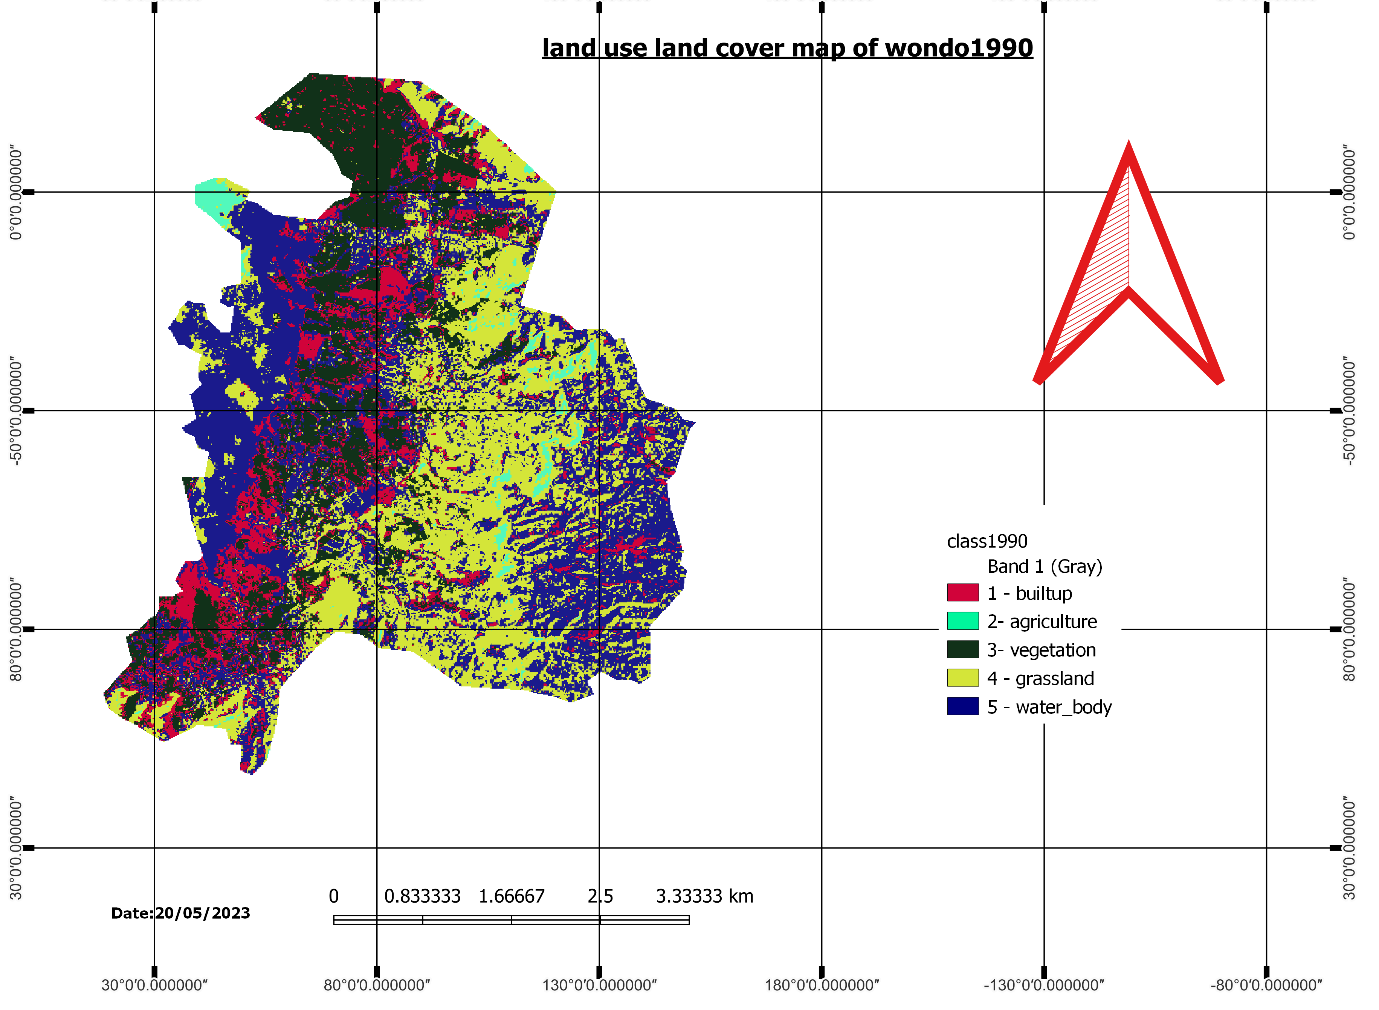 land use land cover map of wondo1990
0°0'0.000000"
0°0'0.000000"
-50°0'0.000000"
-50°0'0.000000"
class1990
Band 1 (Gray)
1 - builtup
2- agriculture
3- vegetation
4 - grassland
5 - water_body
80°0'0.000000"
80°0'0.000000"
30°0'0.000000"
30°0'0.000000"
0 0.833333 1.66667 2.5 3.33333 km
Date:20/05/2023
30°0'0.000000" 80°0'0.000000" 130°0'0.000000" 180°0'0.000000" -130°0'0.000000" -80°0'0.000000"